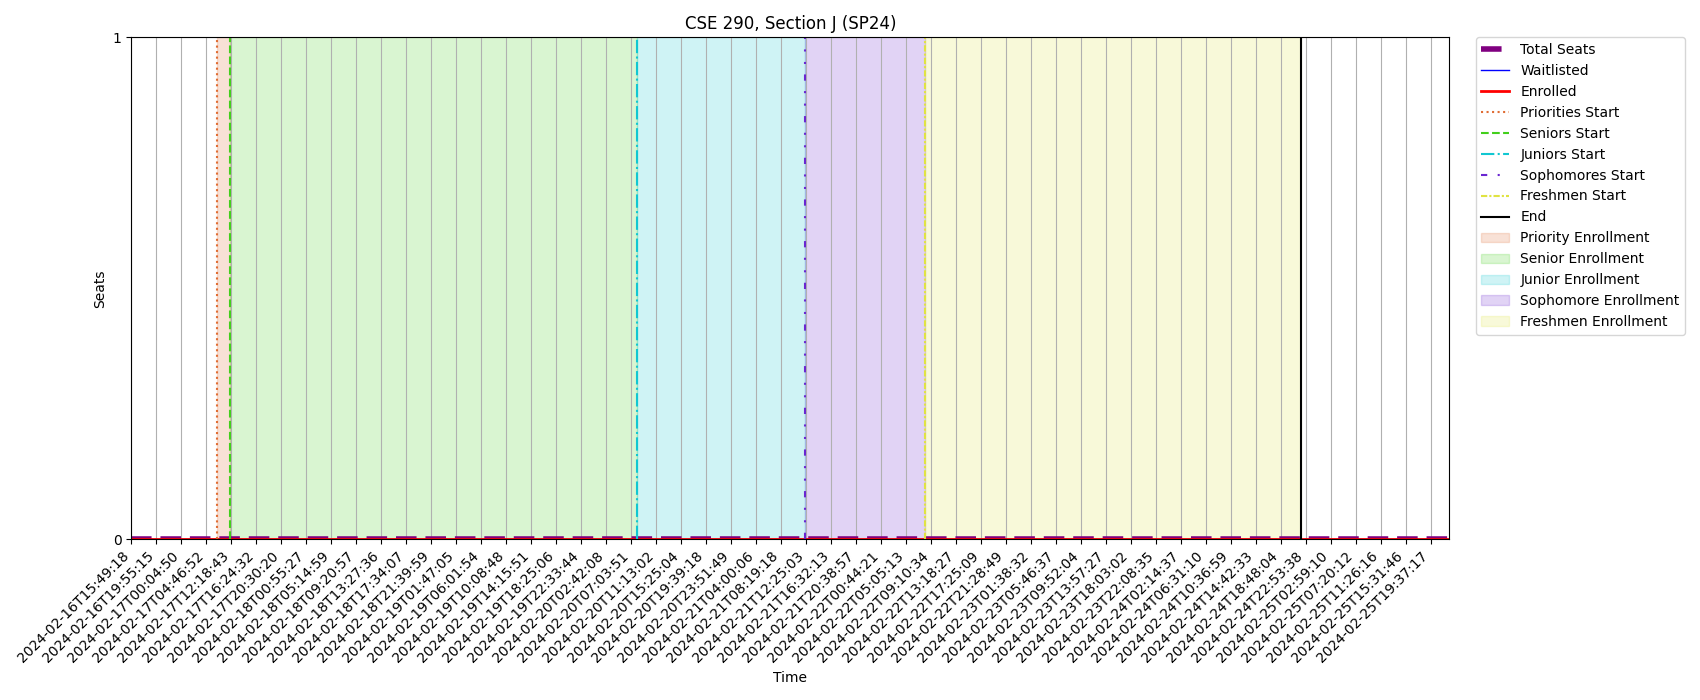 CSE 290, Section J (SP24)
1
0
Seats
2024-02-16T15:49:18
2024-02-16T19:55:15
2024-02-17T00:04:50
2024-02-17T04:46:52
2024-02-17T12:18:43
2024-02-17T16:24:32
2024-02-17T20:30:20
2024-02-18T00:55:27
2024-02-18T05:14:59
2024-02-18T09:20:57
2024-02-18T13:27:36
2024-02-18T17:34:07
2024-02-18T21:39:59
2024-02-19T01:47:05
2024-02-19T06:01:54
2024-02-19T10:08:48
2024-02-19T14:15:51
2024-02-19T18:25:06
2024-02-19T22:33:44
2024-02-20T02:42:08
2024-02-20T07:03:51
2024-02-20T11:13:02
2024-02-20T15:25:04
2024-02-20T19:39:18
2024-02-20T23:51:49
2024-02-21T04:00:06
2024-02-21T08:19:18
2024-02-21T12:25:03
2024-02-21T16:32:13
2024-02-21T20:38:57
2024-02-22T00:44:21
2024-02-22T05:05:13
2024-02-22T09:10:34
2024-02-22T13:18:27
2024-02-22T17:25:09
2024-02-22T21:28:49
2024-02-23T01:38:32
2024-02-23T05:46:37
2024-02-23T09:52:04
2024-02-23T13:57:27
2024-02-23T18:03:02
2024-02-23T22:08:35
2024-02-24T02:14:37
2024-02-24T06:31:10
2024-02-24T10:36:59
2024-02-24T14:42:33
2024-02-24T18:48:04
2024-02-24T22:53:38
2024-02-25T02:59:10
2024-02-25T07:20:12
2024-02-25T11:26:16
2024-02-25T15:31:46
2024-02-25T19:37:17
Time
Total Seats
Waitlisted
Enrolled
Priorities Start
Seniors Start
Juniors Start
Sophomores Start
Freshmen Start
End
Priority Enrollment
Senior Enrollment
Junior Enrollment
Sophomore Enrollment
Freshmen Enrollment